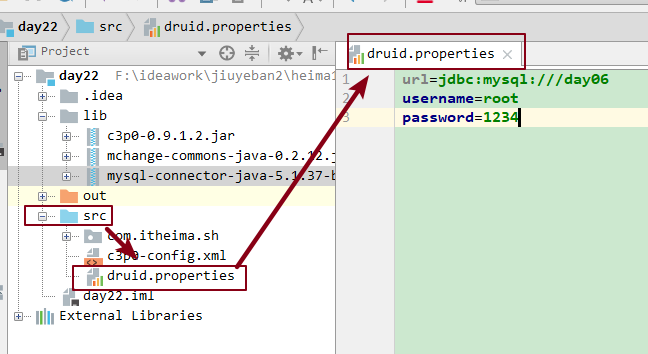 day22 src druid.properties
Project
druid.properties
day22 F:\ideawork\jiuyeban2\heima1
.idea
lib
c3p0-0.9.1.2.jar
mchange-commons-java-0.2.12.j
mysql-connector-java-5.1.37-b
out
src
com.itheima.sh
c3p0-config.xml
druid.properties
day22.iml
External Libraries
1 url=jdbc:mysql:///day06
2 username=root
3 password=1234